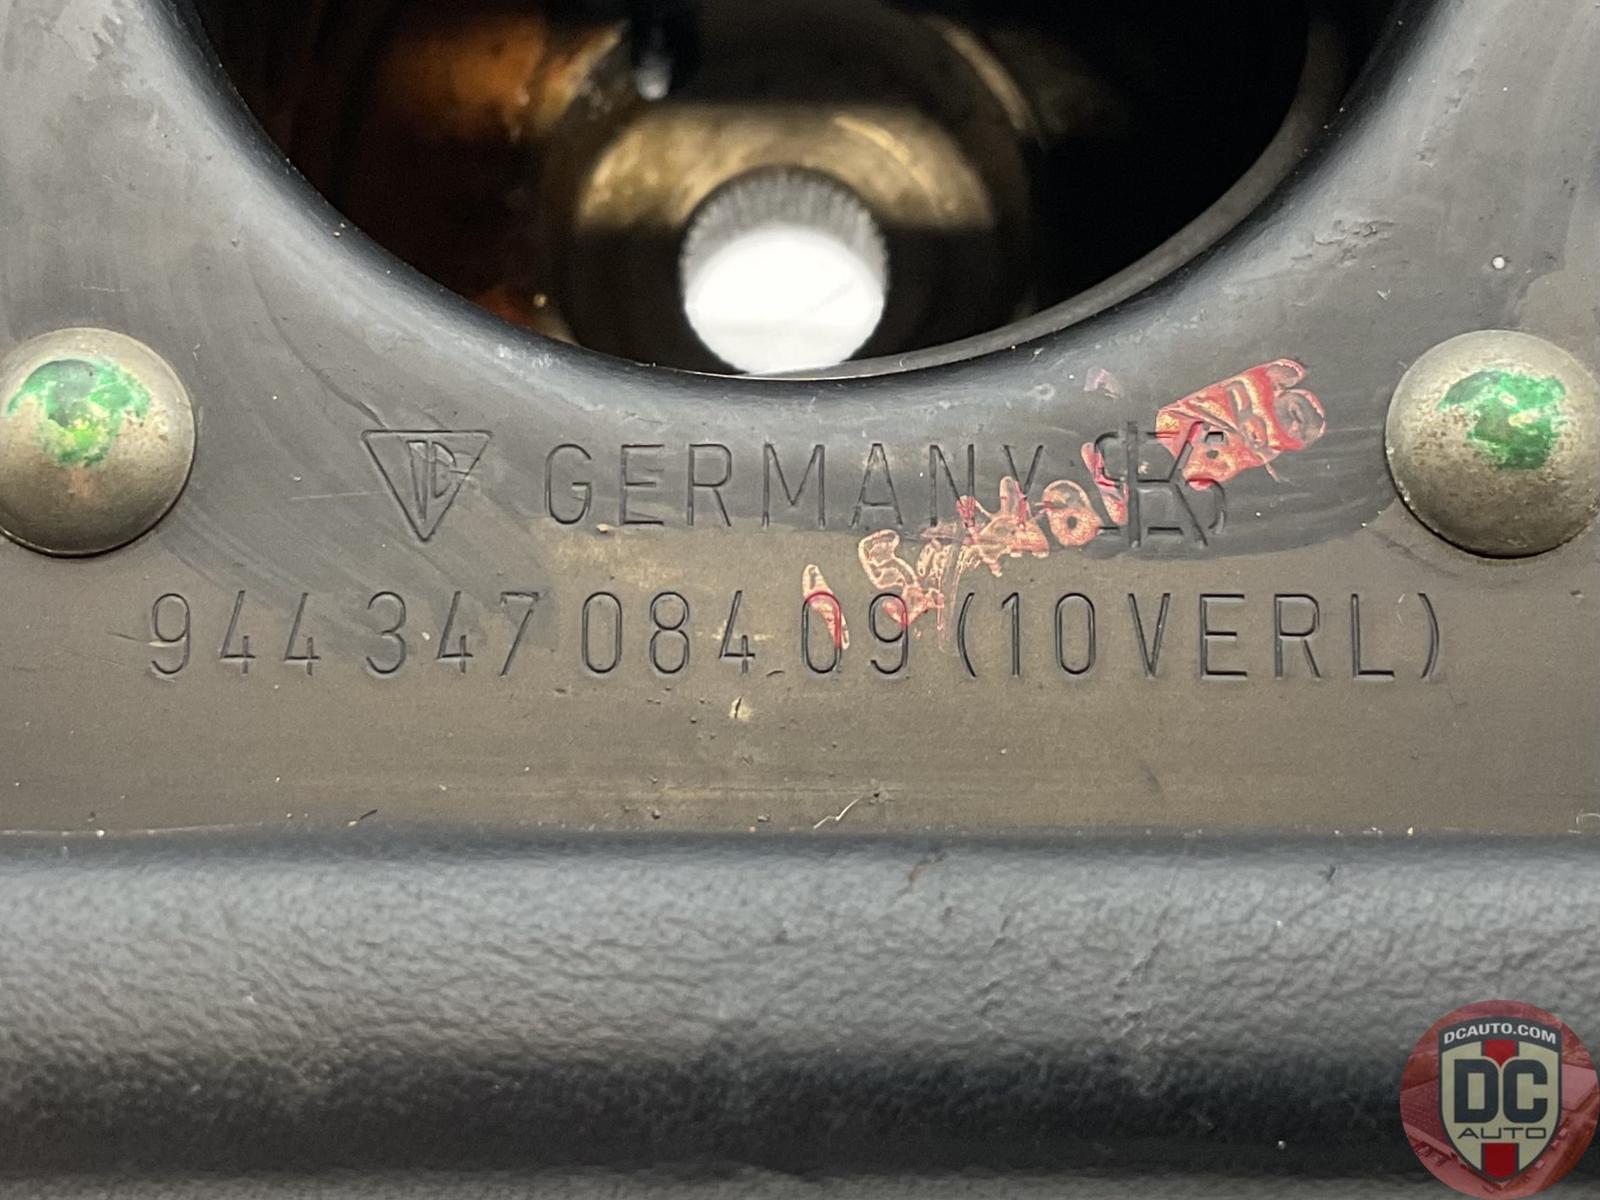 GERMANY
944 347 084 09 (10VERL)
DCAUTO.COM
DC
AUTO